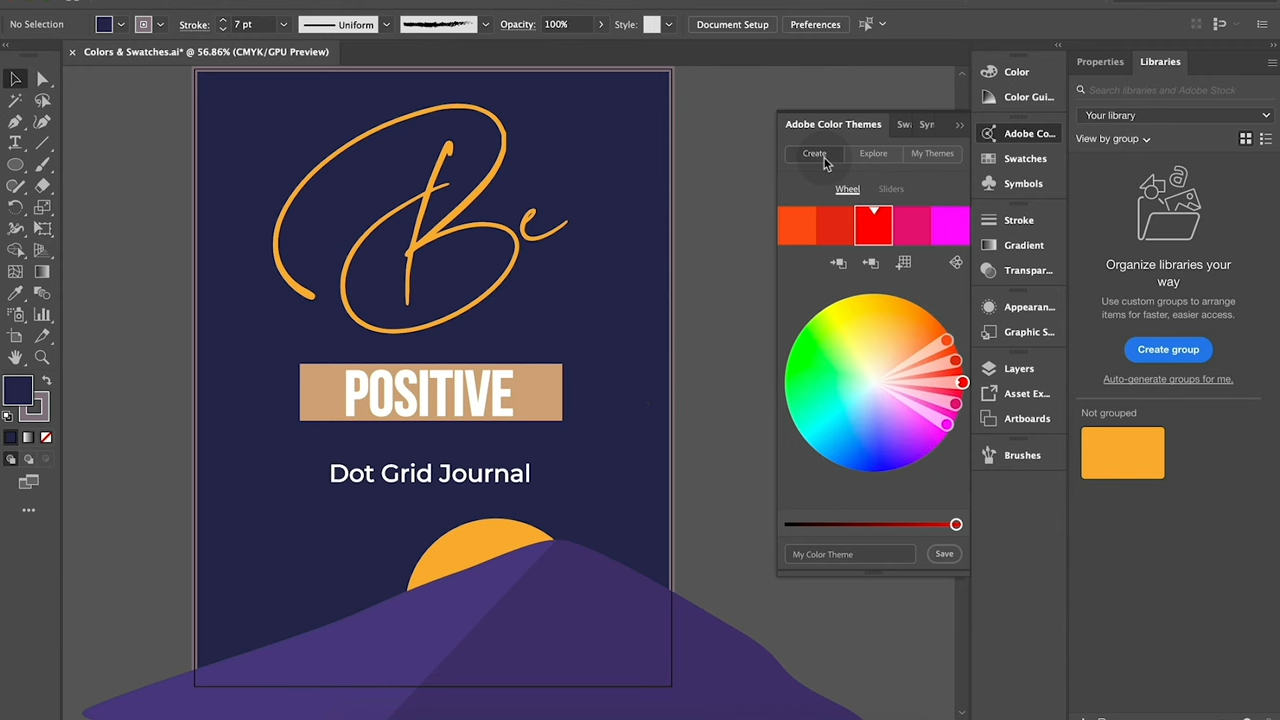 No Selection
Stroke:
7 pt
Uniform
Opacity:
100%
Style:
Document Setup
Preferences
Colors & Swatches.ai* @ 56.86% (CMYK/GPU Preview)
Be
POSITIVE
Dot Grid Journal
Adobe Color Themes
Swa
Syn
Create
Explore
My Themes
Wheel
Sliders
My Color Theme
Save
Color
Color Gui...
Adobe Co...
Swatches
Symbols
Stroke
Gradient
Transpar...
Appearan...
Graphic S...
Layers
Asset Ex...
Artboards
Brushes
Properties
Libraries
Search libraries and Adobe Stock
Your library
View by group
Organize libraries your
way
Use custom groups to arrange
items for faster, easier access.
Create group
Auto-generate groups for me.
Not grouped